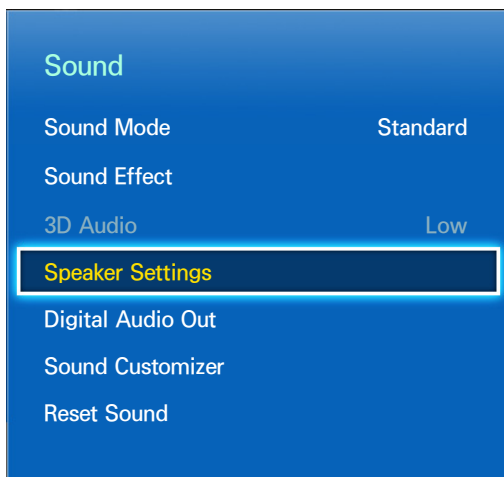 Sound
Sound Mode Standard
Sound Effect
3D Audio Low
Speaker Settings
Digital Audio Out
Sound Customizer
Reset Sound